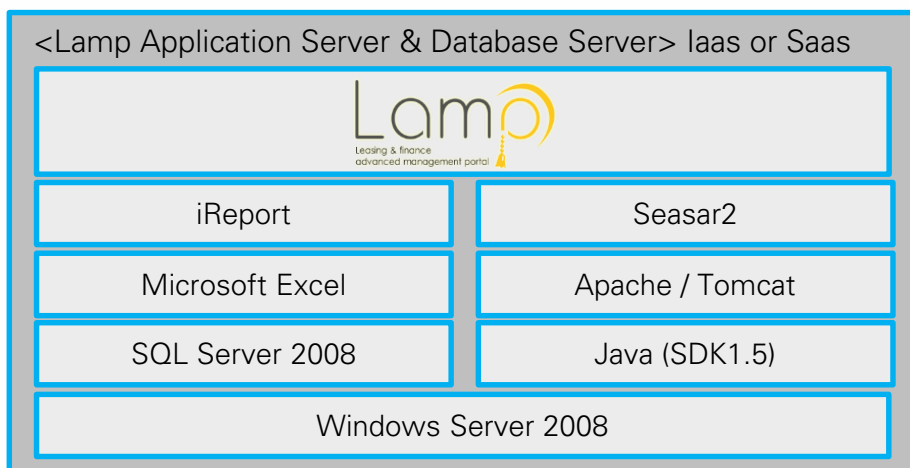 <Lamp Application Server & Database Server> Iaas or Saas
Lamp
Leasing & finance
advanced management portal
iReport
Seasar2
Microsoft Excel
Apache / Tomcat
SQL Server 2008
Java (SDK1.5)
Windows Server 2008